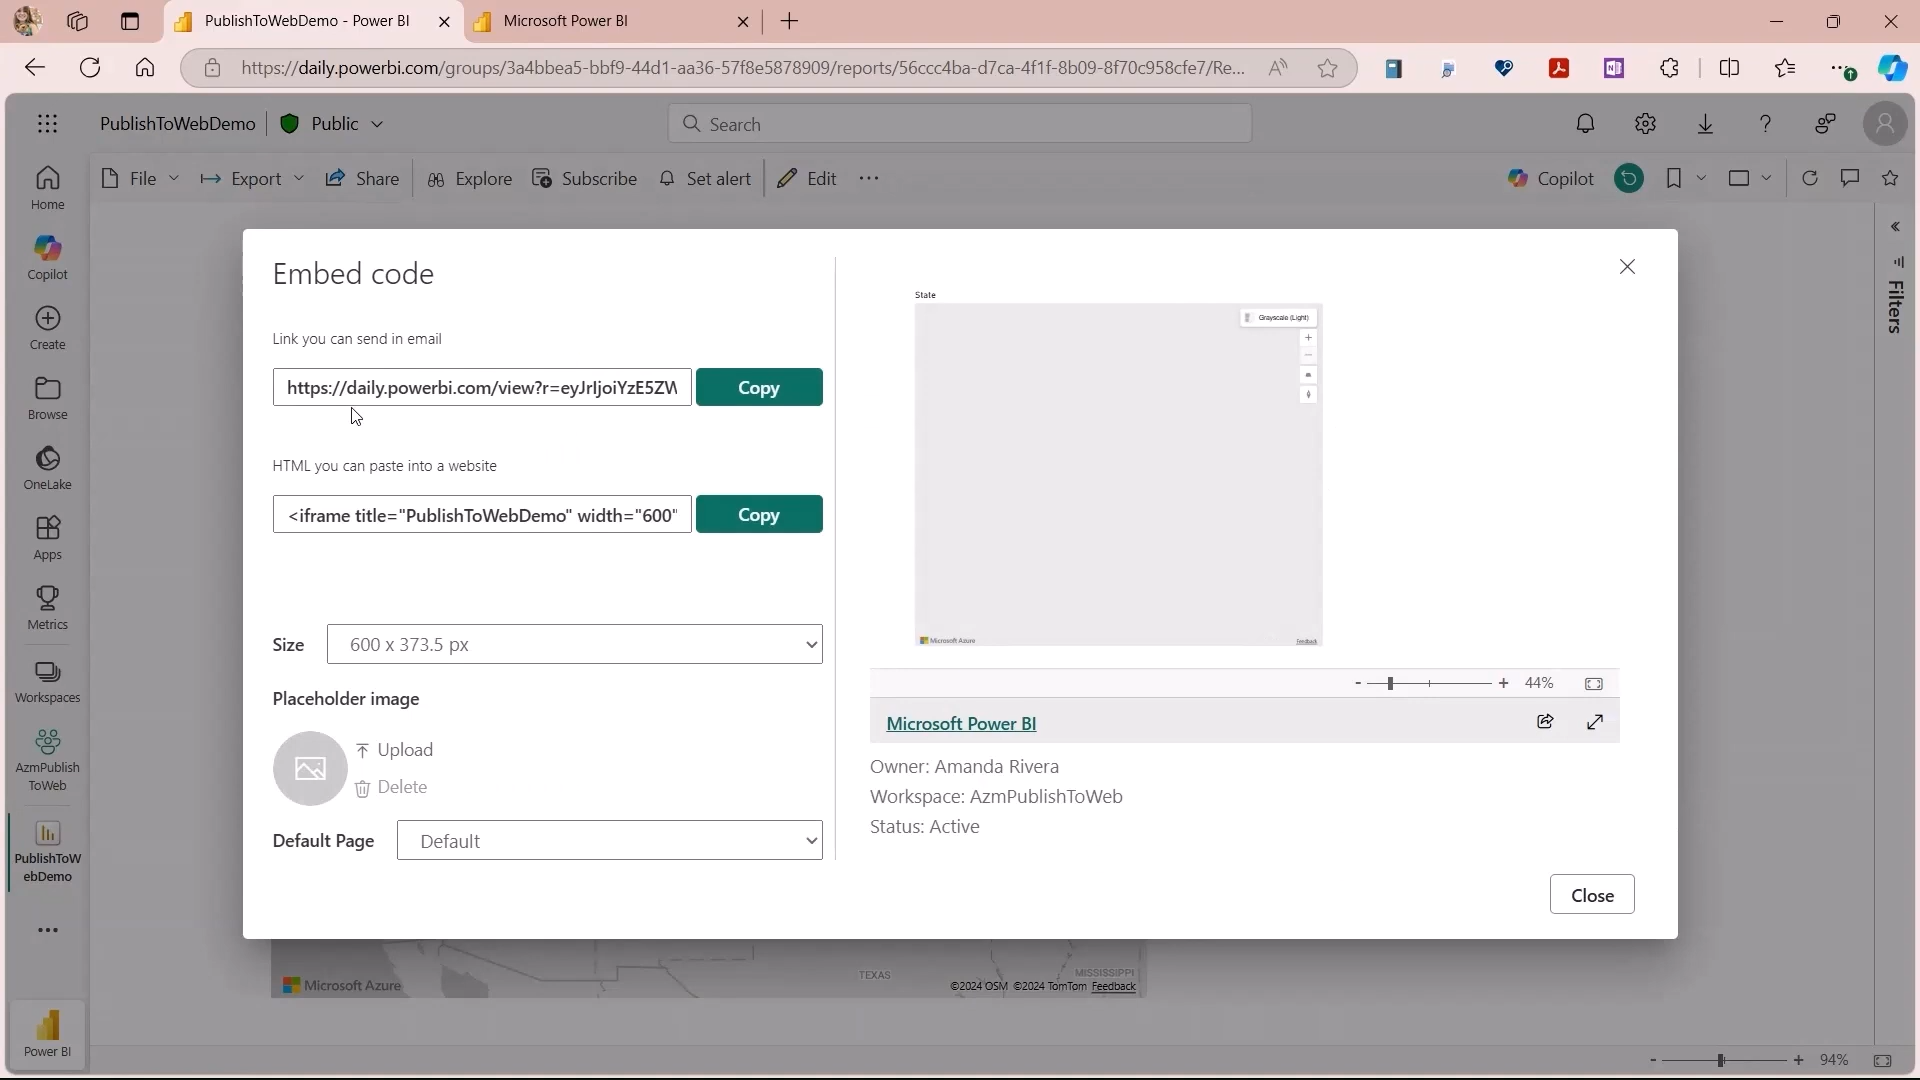 PublishToWebDemo - Power BI
Microsoft Power BI
https://daily.powerbi.com/groups/3a4bbea5-bbf9-44d1-aa36-57f8e5878909/reports/56ccc4ba-d7ca-4f1f-8b09-8f70c958cfe7/Re...
PublishToWebDemo
Public
Search
File
Export
Share
Explore
Subscribe
Set alert
Edit
Copilot
Home
Copilot
Create
Browse
OneLake
Apps
Metrics
Workspaces
AzmPublish
ToWeb
PublishToW
ebDemo
Power BI
Filters
Embed code
Link you can send in email
https://daily.powerbi.com/view?r=eyJrIjoiYzE5ZW
Copy
HTML you can paste into a website
<iframe title="PublishToWebDemo" width="600"
Copy
Size
600 x 373.5 px
Placeholder image
Upload
Delete
Default Page
Default
State
Grayscale (Light)
Microsoft Azure
Feedback
- + 44%
Microsoft Power BI
Owner: Amanda Rivera
Workspace: AzmPublishToWeb
Status: Active
Close
TEXAS
MISSISSIPPI
Microsoft Azure
©2024 OSM ©2024 TomTom Feedback
- + 94%